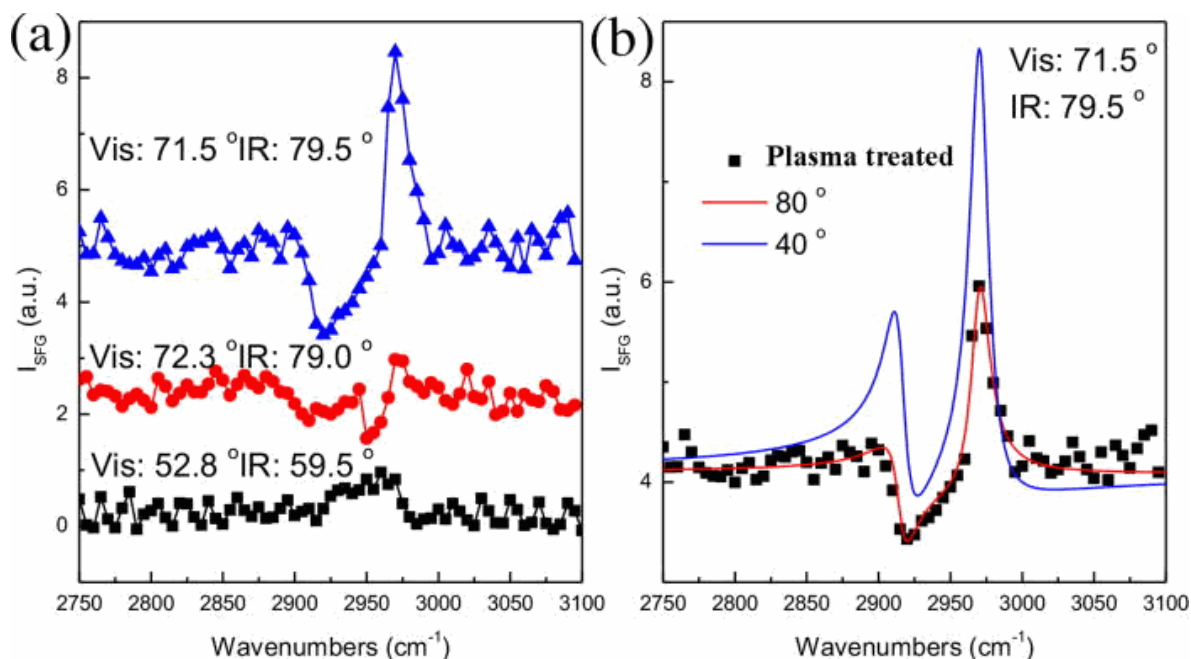 (a)
8
6
4
2
0
I_SFG (a.u.)
Vis: 71.5 °IR: 79.5 °
Vis: 72.3 °IR: 79.0 °
Vis: 52.8 °IR: 59.5 °
2750 2800 2850 2900 2950 3000 3050 3100
Wavenumbers (cm⁻¹)
(b)
8
6
4
I_SFG (a.u.)
Vis: 71.5 °
IR: 79.5 °
Plasma treated
80 °
40 °
2750 2800 2850 2900 2950 3000 3050 3100
Wavenumbers (cm⁻¹)